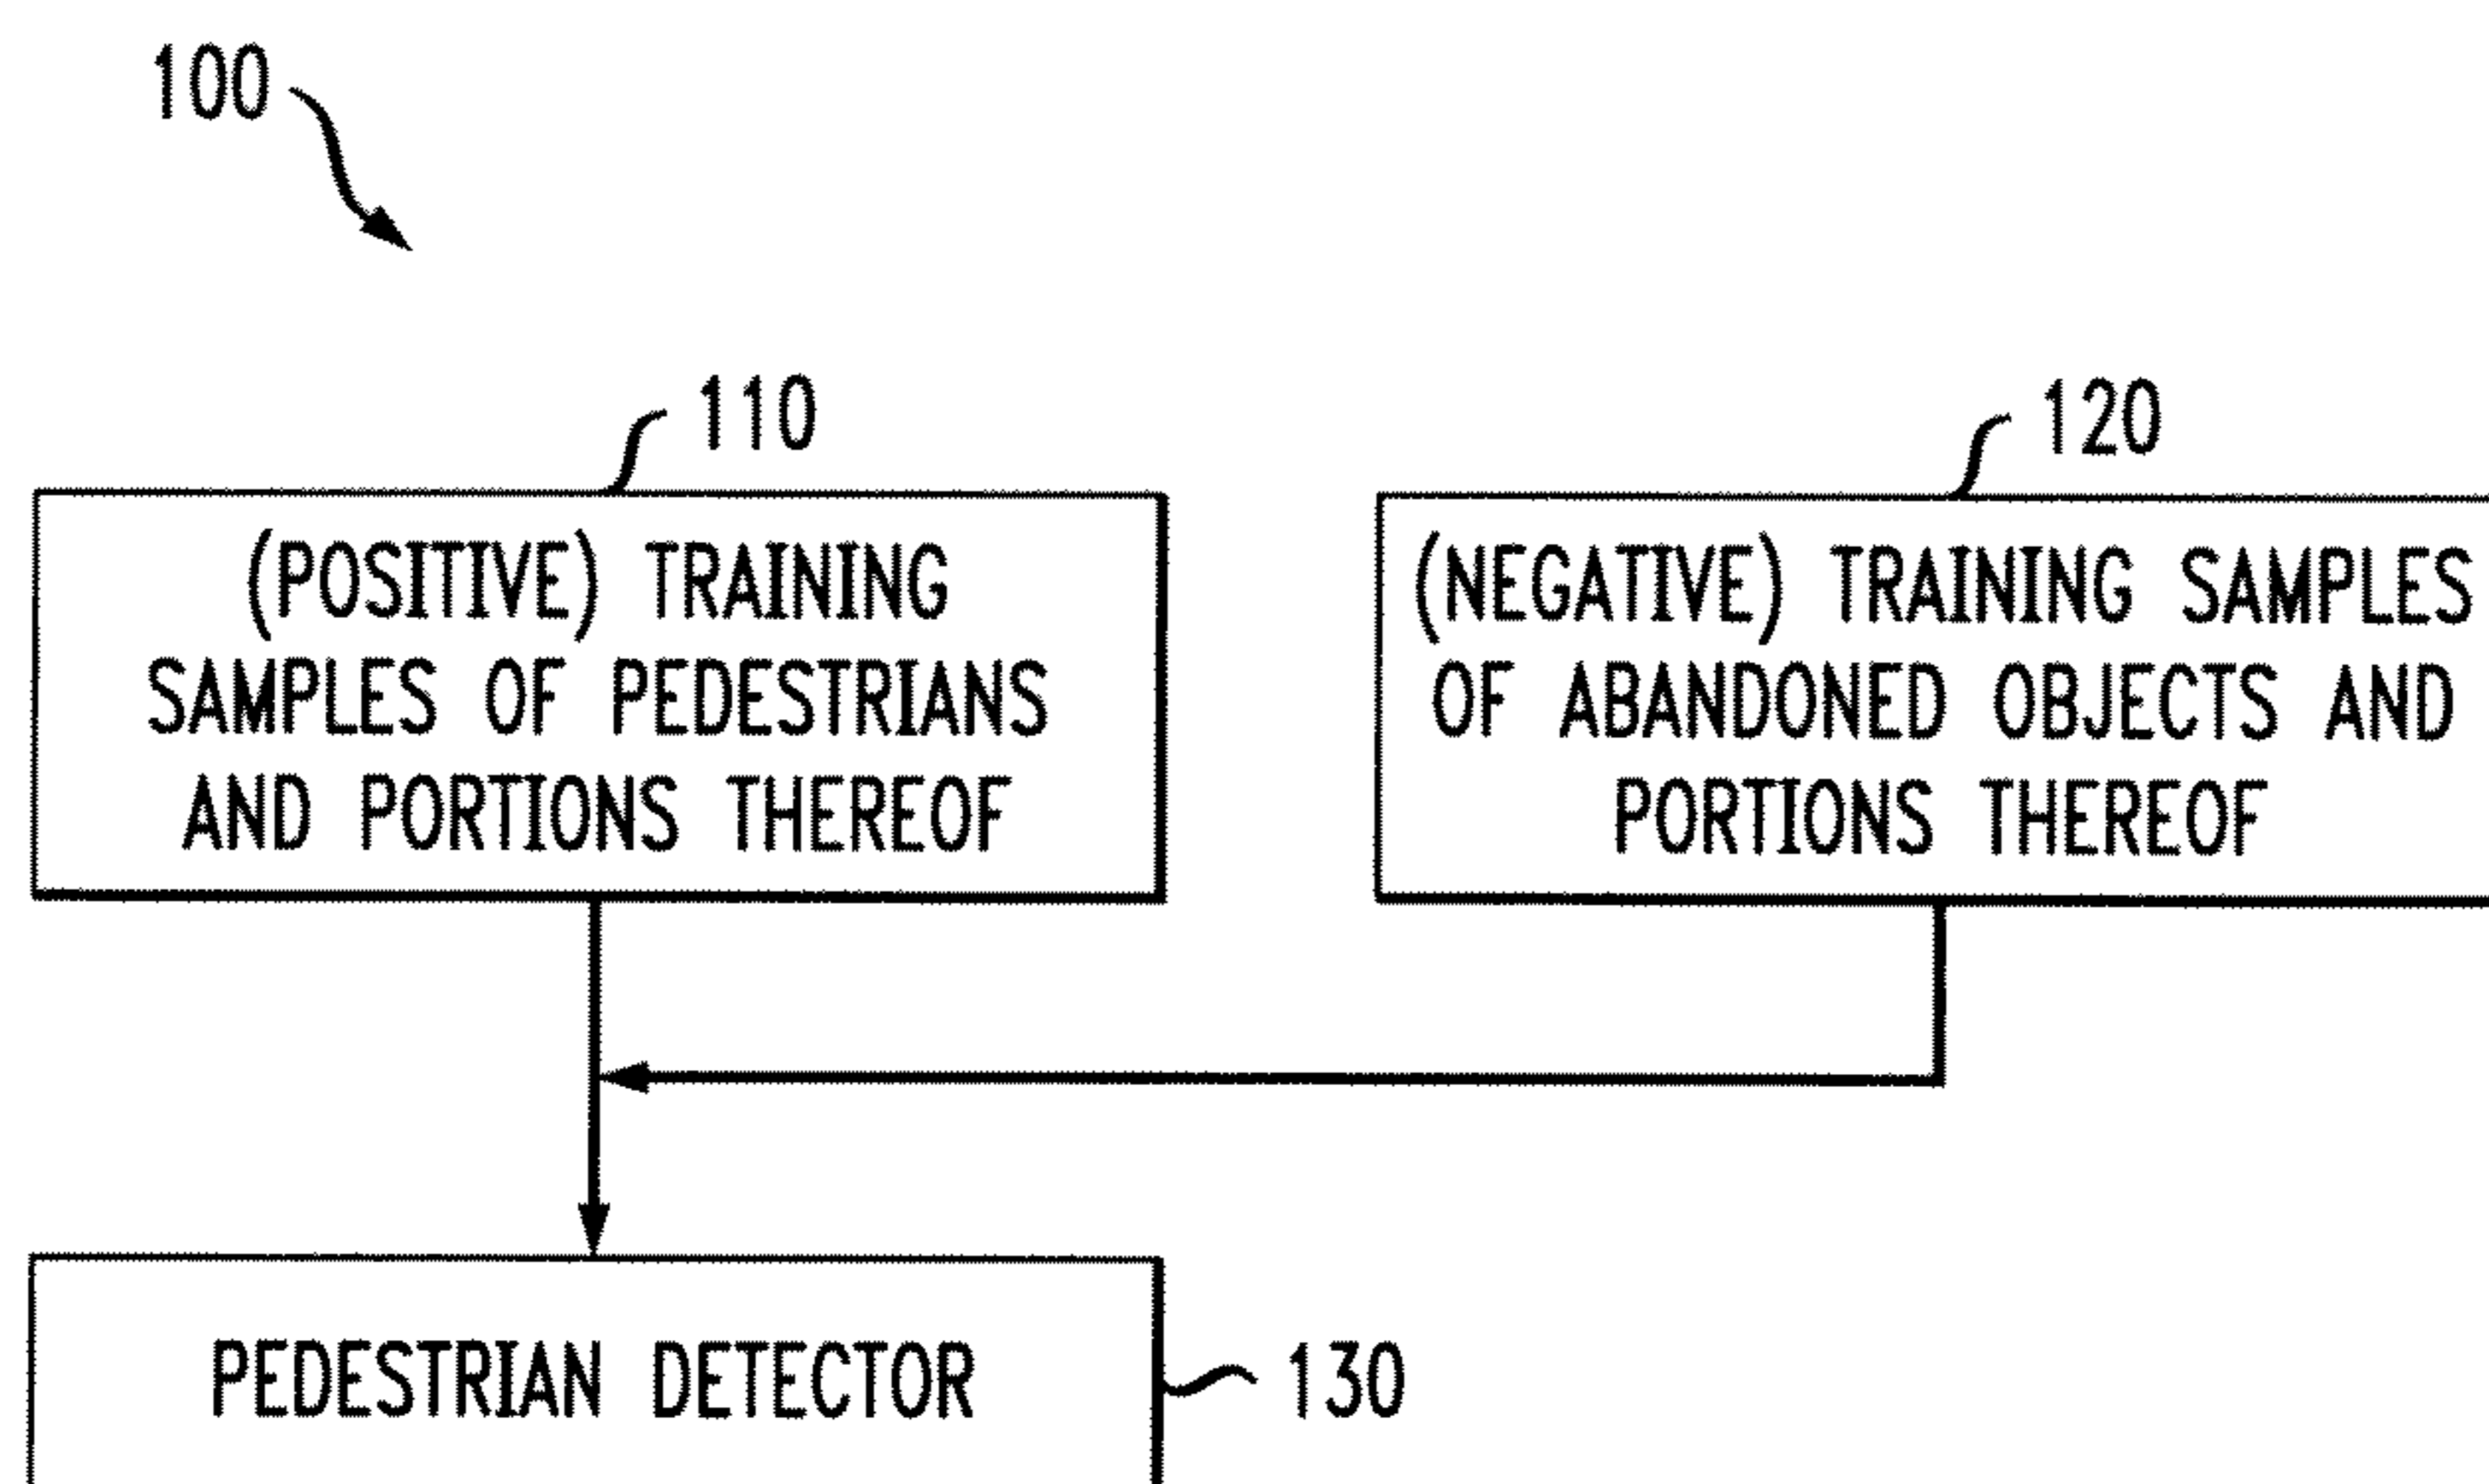 100
110
120
(POSITIVE) TRAINING
SAMPLES OF PEDESTRIANS
AND PORTIONS THEREOF
(NEGATIVE) TRAINING SAMPLES
OF ABANDONED OBJECTS AND
PORTIONS THEREOF
PEDESTRIAN DETECTOR
130